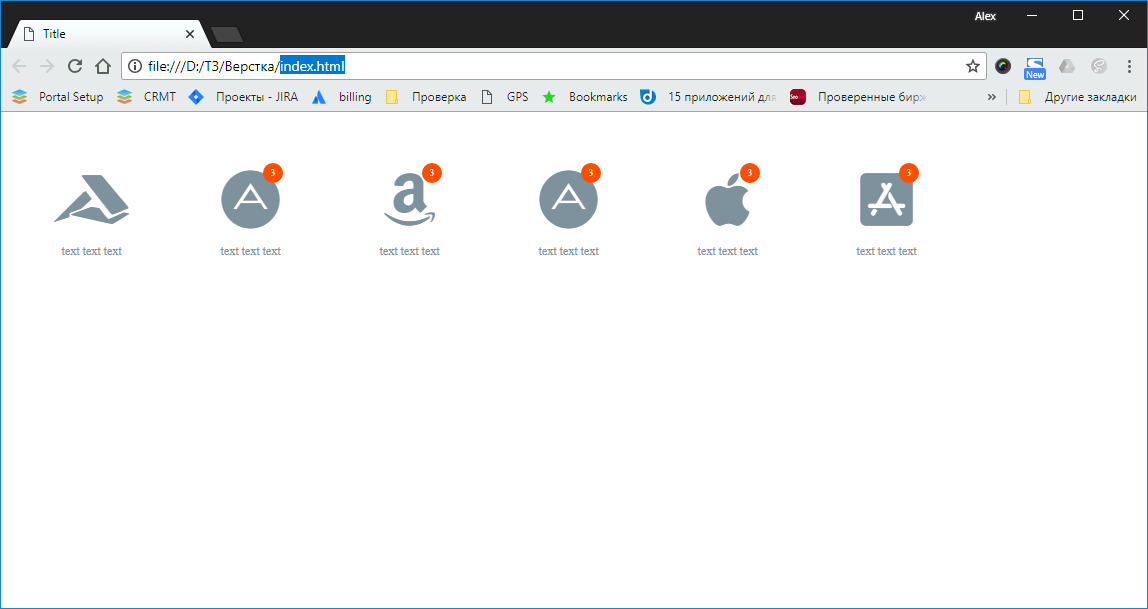 Alex
Title
file:///D:/ТЗ/Верстка/index.html
New
Portal Setup CRMT Проекты - JIRA billing Проверка GPS Bookmarks 15 приложений для Проверенные бирж » Другие закладки
3 3 3 3 3
text text text text text text text text text text text text text text text text text text